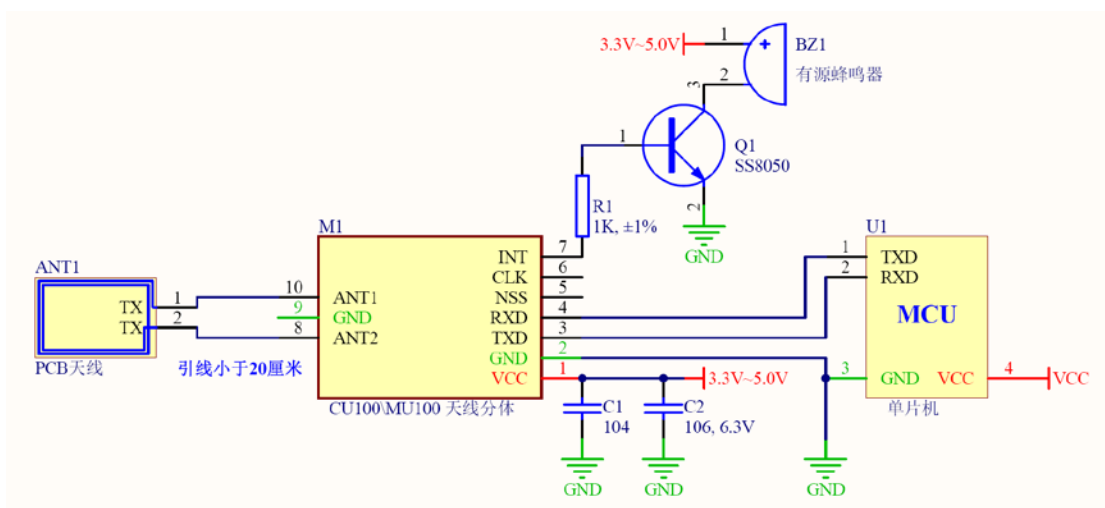 3.3V~5.0V
1
BZ1
+
2
有源蜂鸣器
3
1
Q1
SS8050
2
GND
R1
1K, ±1%
M1
U1
ANT1
7
INT
6
CLK
5
NSS
4
RXD
3
TXD
2
GND
1
VCC
10
ANT1
9
GND
8
ANT2
TX
1
TX
2
PCB天线
引线小于20厘米
CU100\MU100 天线分体
3.3V~5.0V
C1
104
C2
106, 6.3V
GND
GND
GND
1
TXD
2
RXD
MCU
3
GND
VCC
4
VCC
单片机